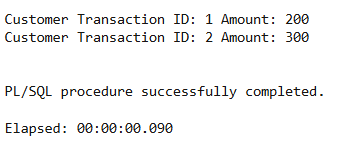 Customer Transaction ID: 1 Amount: 200
Customer Transaction ID: 2 Amount: 300
PL/SQL procedure successfully completed.
Elapsed: 00:00:00.090